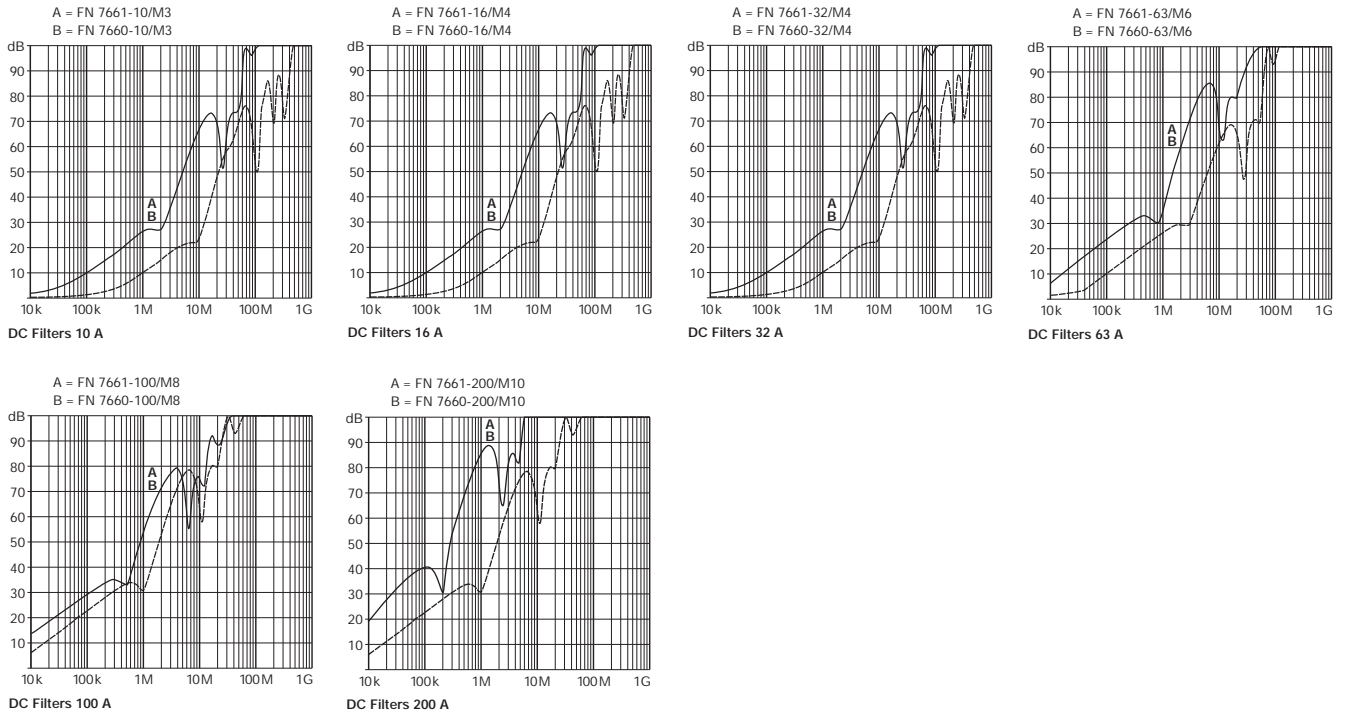 A = FN 7661-10/M3
B = FN 7660-10/M3
dB
90
80
70
60
50
40
30
20
10
A
B
10k 100k 1M 10M 100M 1G
DC Filters 10 A
A = FN 7661-16/M4
B = FN 7660-16/M4
dB
90
80
70
60
50
40
30
20
10
A
B
10k 100k 1M 10M 100M 1G
DC Filters 16 A
A = FN 7661-32/M4
B = FN 7660-32/M4
dB
90
80
70
60
50
40
30
20
10
A
B
10k 100k 1M 10M 100M 1G
DC Filters 32 A
A = FN 7661-63/M6
B = FN 7660-63/M6
dB
90
80
70
60
50
40
30
20
10
A
B
10k 100k 1M 10M 100M 1G
DC Filters 63 A
A = FN 7661-100/M8
B = FN 7660-100/M8
dB
90
80
70
60
50
40
30
20
10
A
B
10k 100k 1M 10M 100M 1G
DC Filters 100 A
A = FN 7661-200/M10
B = FN 7660-200/M10
dB
90
80
70
60
50
40
30
20
10
A
B
10k 100k 1M 10M 100M 1G
DC Filters 200 A